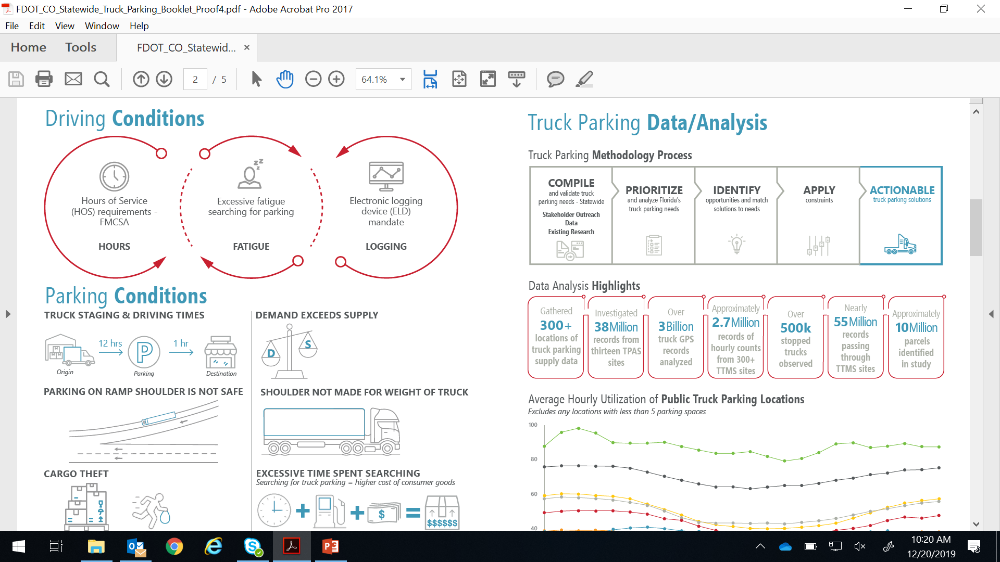 FDOT_CO_Statewide_Truck_Parking_Booklet_Proof4.pdf - Adobe Acrobat Pro 2017
File Edit View Window Help
Home Tools FDOT_CO_Statewid... ×
2 / 5 64.1%
Driving Conditions
Hours of Service
(HOS) requirements -
FMCSA
HOURS
zz
z
Excessive fatigue
searching for parking
FATIGUE
Electronic logging
device (ELD)
mandate
LOGGING
Parking Conditions
TRUCK STAGING & DRIVING TIMES
12 hrs
P
1 hr
Origin
Parking
Destination
DEMAND EXCEEDS SUPPLY
D
S
PARKING ON RAMP SHOULDER IS NOT SAFE
SHOULDER NOT MADE FOR WEIGHT OF TRUCK
CARGO THEFT
EXCESSIVE TIME SPENT SEARCHING
Searching for truck parking = higher cost of consumer goods
+ + $ = $$$$$$
Truck Parking Data/Analysis
Truck Parking Methodology Process
COMPILE
and validate truck
parking needs - Statewide
Stakeholder Outreach
Data
Existing Research
PRIORITIZE
and analyze Florida's
truck parking needs
IDENTIFY
opportunities and match
solutions to needs
APPLY
constraints
ACTIONABLE
truck parking solutions
Data Analysis Highlights
Gathered
300+
locations of
truck parking
supply data
Investigated
38Million
records from
thirteen TPAS
sites
Over
3Billion
truck GPS
records
analyzed
Approximately
2.7Million
records of
hourly counts
from 300+
TTMS sites
Over
500k
stopped
trucks
observed
Nearly
55Million
records
passing
through
TTMS sites
Approximately
10Million
parcels
identified
in study
Average Hourly Utilization of Public Truck Parking Locations
Excludes any locations with less than 5 parking spaces
100
80
60
40
10:20 AM
12/20/2019